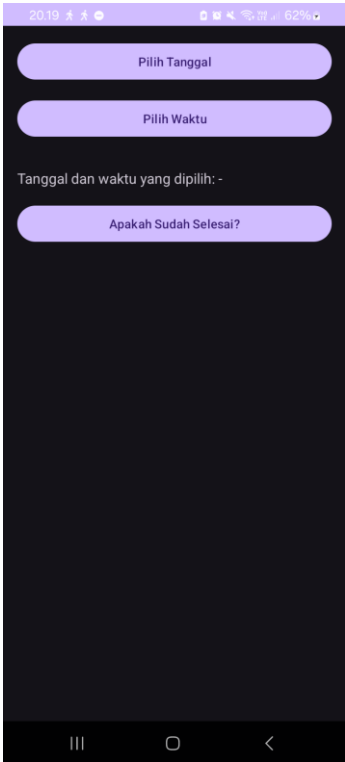 20.19
62%
Pilih Tanggal
Pilih Waktu
Tanggal dan waktu yang dipilih: -
Apakah Sudah Selesai?